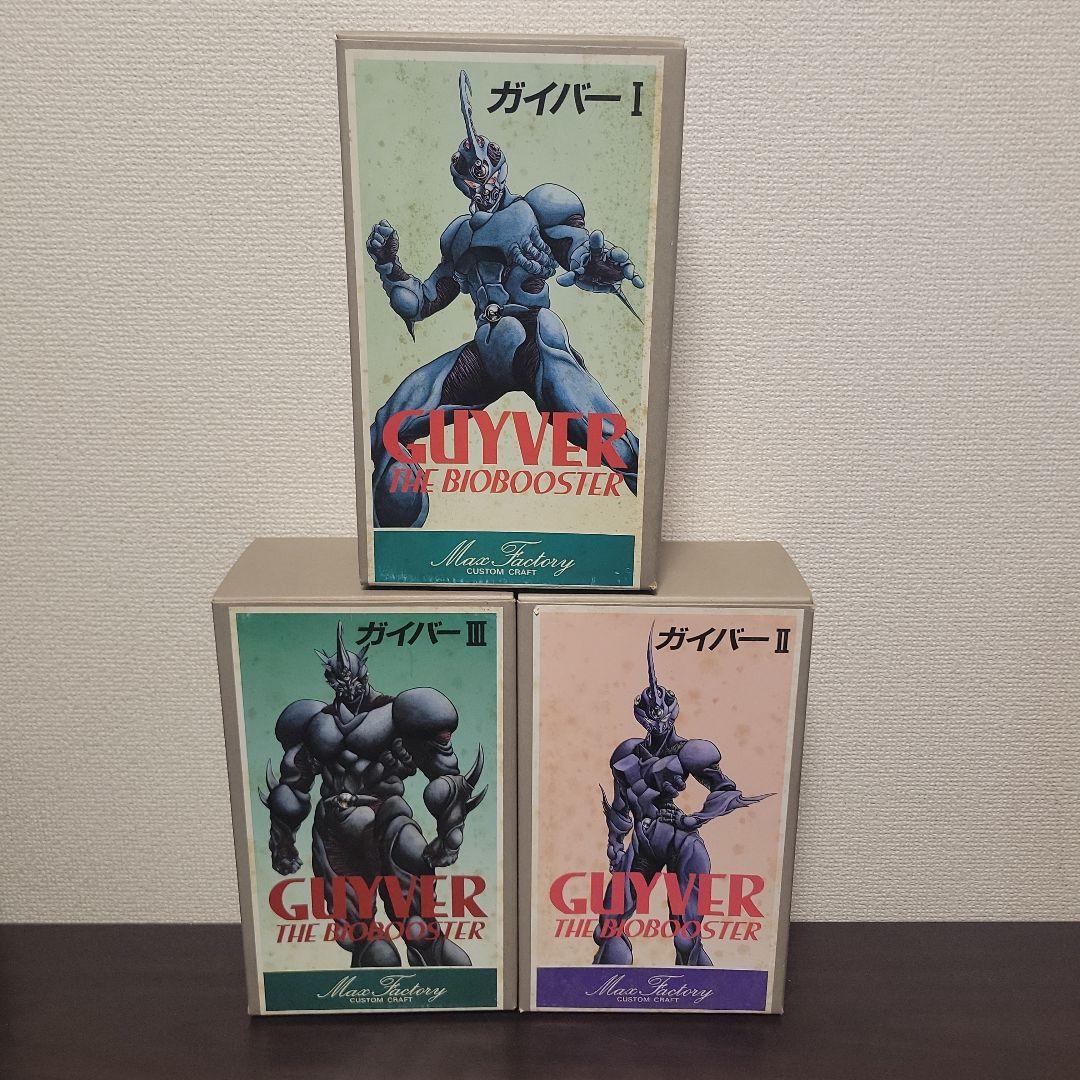 ガイバーⅠ
GUYVER
THE BIOBOOSTER
Max Factory
CUSTOM CRAFT
ガイバーⅢ
GUYVER
THE BIOBOOSTER
Max Factory
CUSTOM CRAFT
ガイバーⅡ
GUYVER
THE BIOBOOSTER
Max Factory
CUSTOM CRAFT